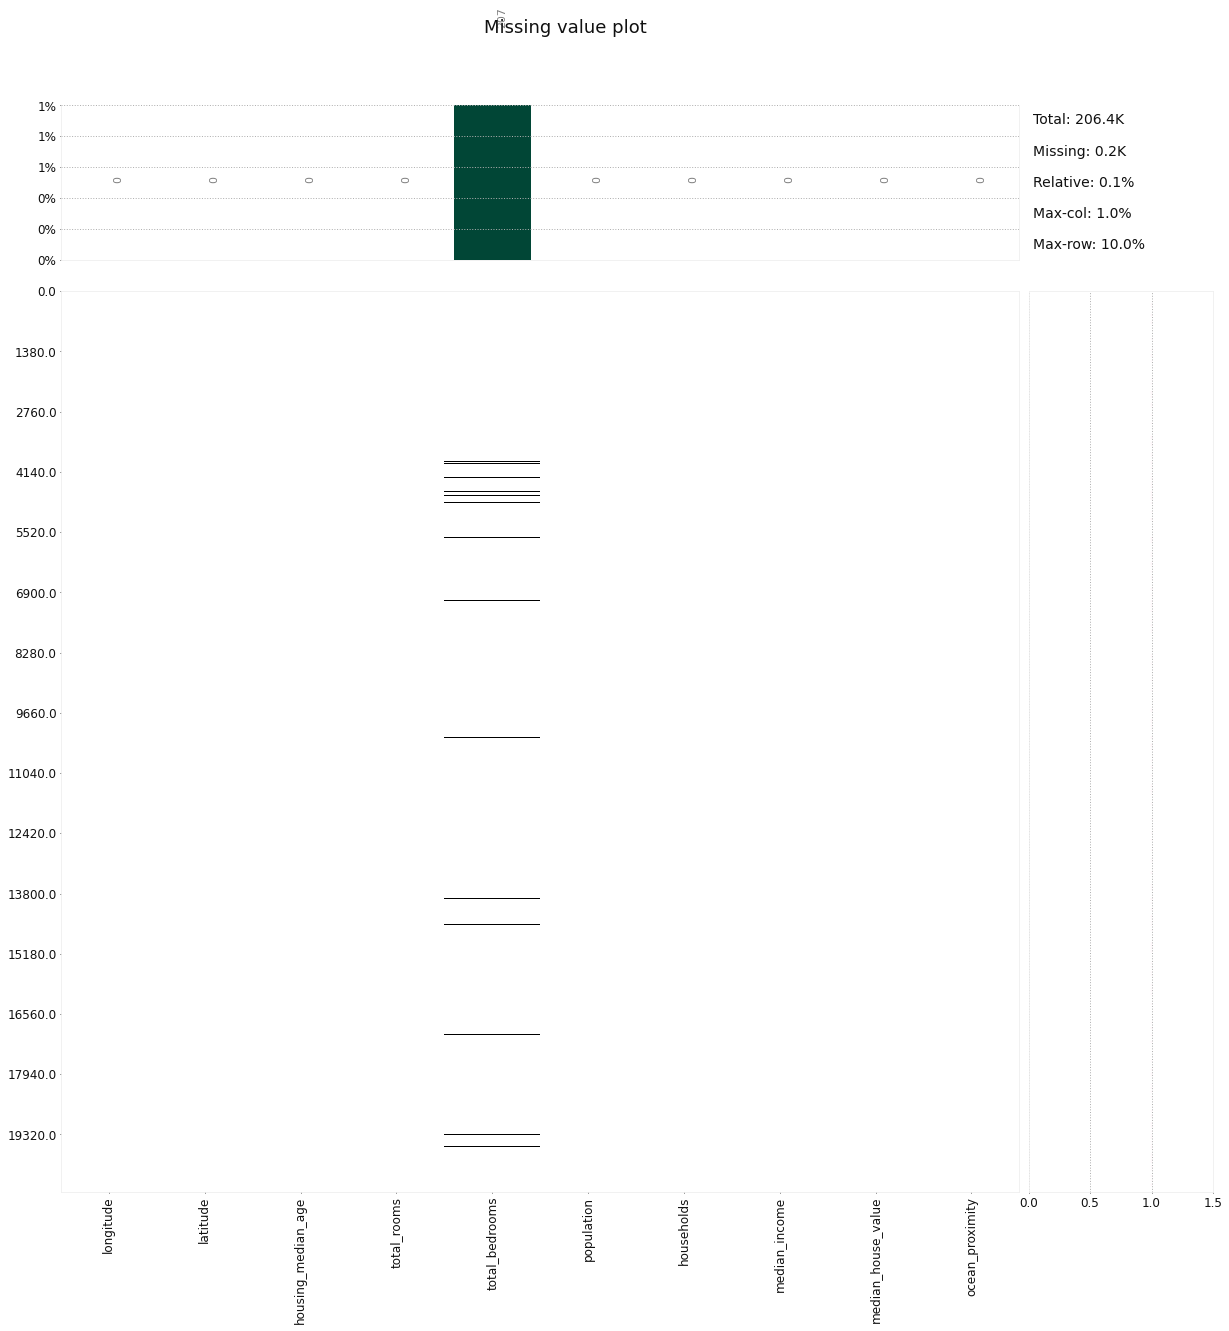 Missing value plot
1%
1%
1%
0%
0%
0%
0
0
0
0
0
0
0
0
0
Total: 206.4K
Missing: 0.2K
Relative: 0.1%
Max-col: 1.0%
Max-row: 10.0%
0.0
1380.0
2760.0
4140.0
5520.0
6900.0
8280.0
9660.0
11040.0
12420.0
13800.0
15180.0
16560.0
17940.0
19320.0
longitude
latitude
housing_median_age
total_rooms
total_bedrooms
population
households
median_income
median_house_value
ocean_proximity
0.0
0.5
1.0
1.5